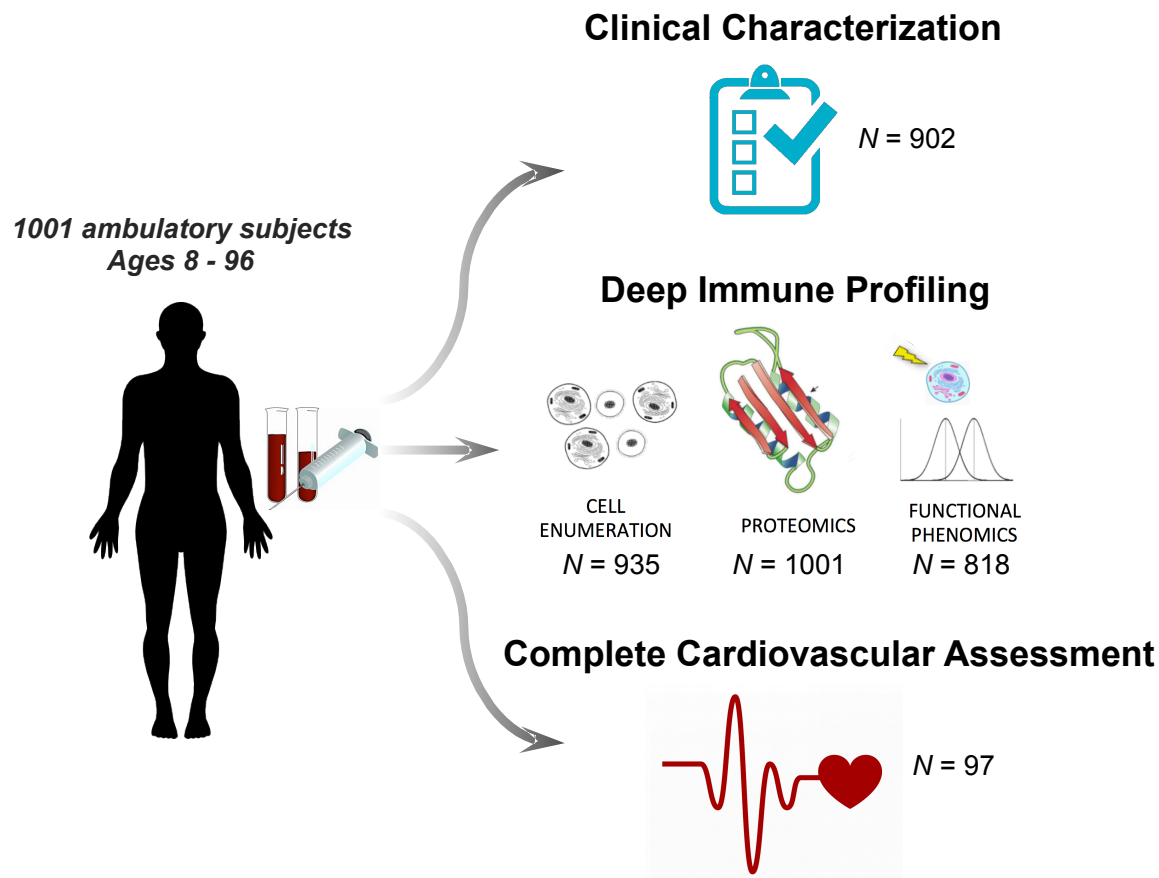 Clinical Characterization
N = 902
1001 ambulatory subjects
Ages 8 - 96
Deep Immune Profiling
CELL
ENUMERATION
N = 935
PROTEOMICS
N = 1001
FUNCTIONAL
PHENOMICS
N = 818
Complete Cardiovascular Assessment
N = 97